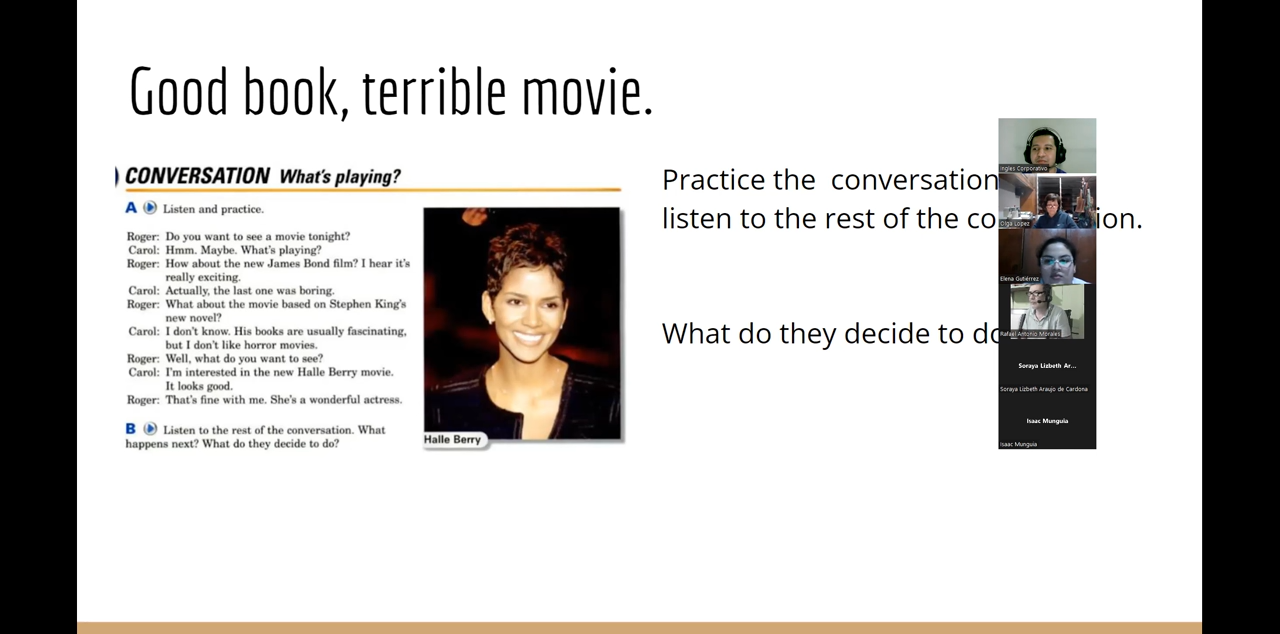 Good book, terrible movie.
CONVERSATION What's playing?
A Listen and practice.
Roger: Do you want to see a movie tonight?
Carol: Hmm. Maybe. What's playing?
Roger: How about the new James Bond film? I hear it's
really exciting.
Carol: Actually, the last one was boring.
Roger: What about the movie based on Stephen King's
new novel?
Carol: I don't know. His books are usually fascinating,
but I don't like horror movies.
Roger: Well, what do you want to see?
Carol: I'm interested in the new Halle Berry movie.
It looks good.
Roger: That's fine with me. She's a wonderful actress.
B Listen to the rest of the conversation. What
happens next? What do they decide to do?
Halle Berry
Practice the conversation
listen to the rest of the co ion.
What do they decide to do
Ingles Corporativo
Olga Lopez
Elena Gutiérrez
Rafael Antonio Morales
Soraya Lizbeth Ar...
Soraya Lizbeth Araujo de Cardona
Isaac Munguia
Isaac Munguia